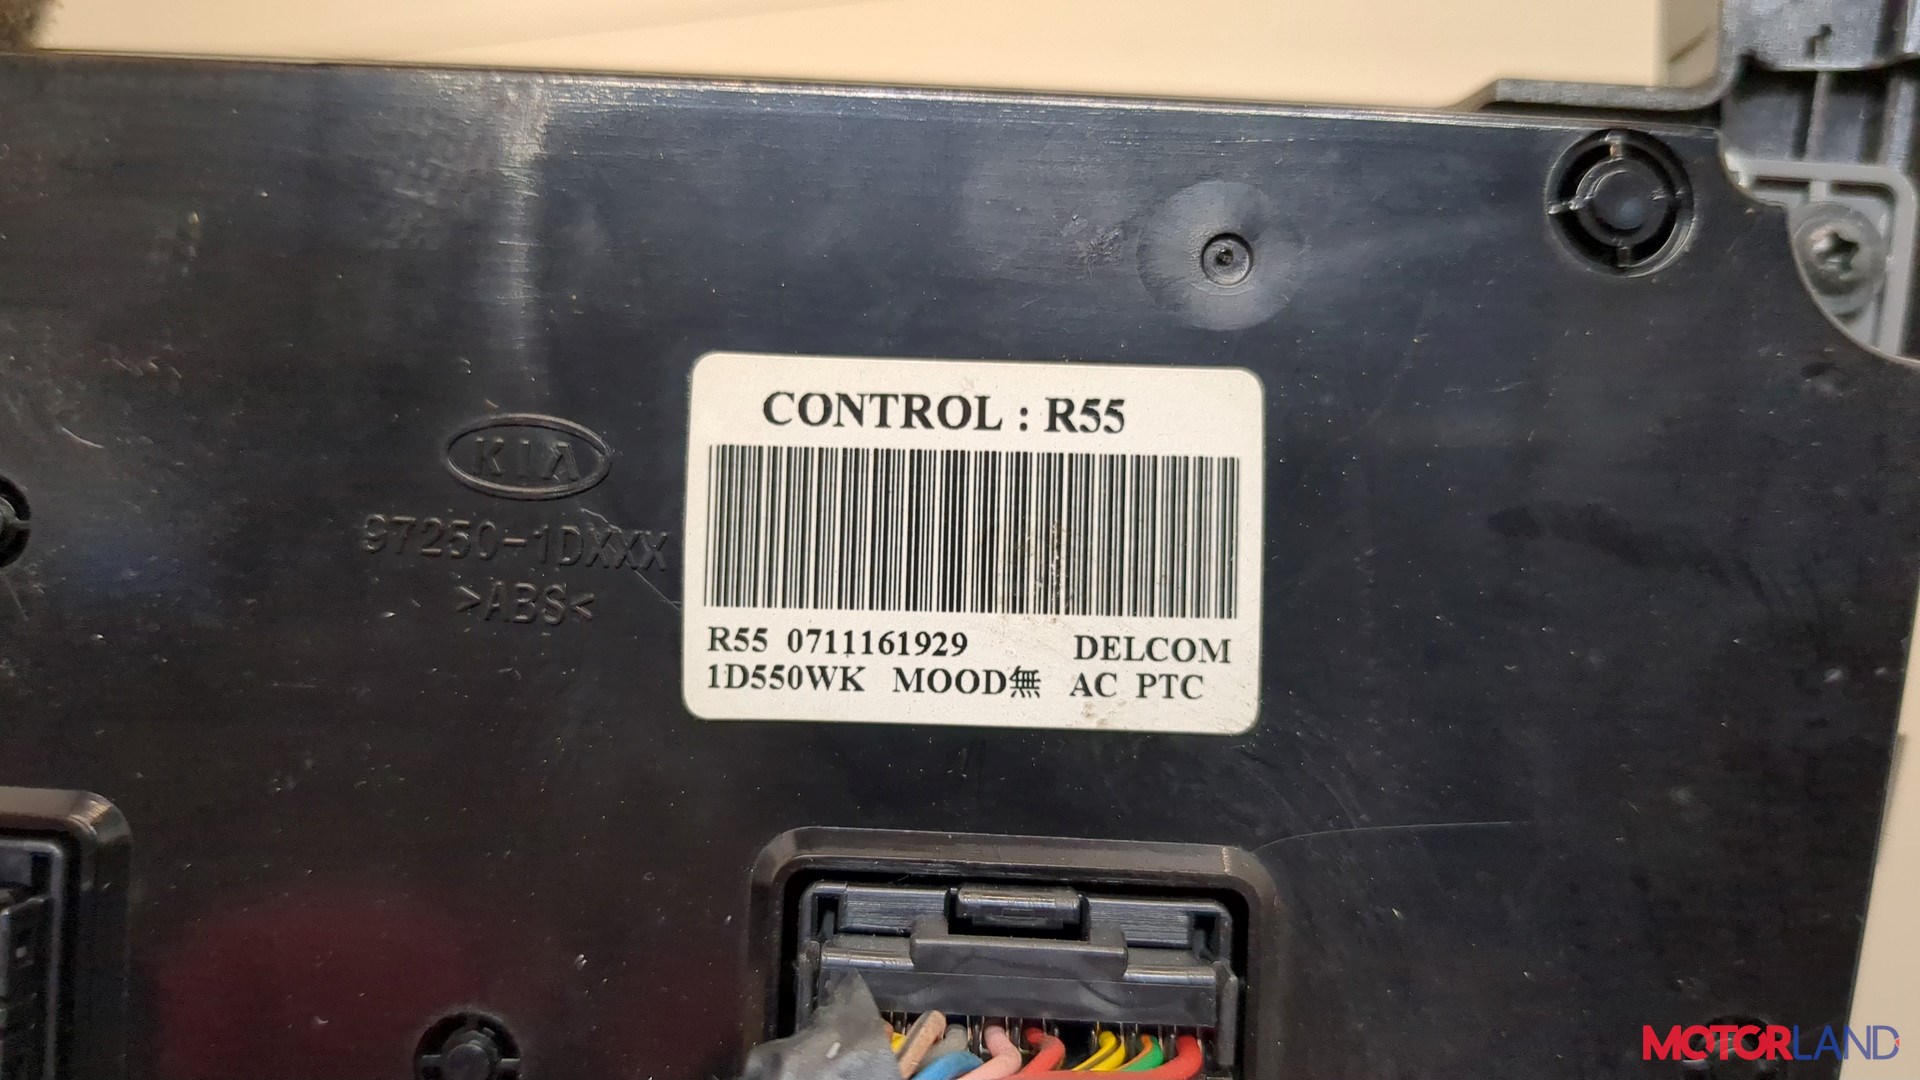 CONTROL : R55
KIA
97250-1DXXX
>ABS<
R55 0711161929 DELCOM
1D550WK MOOD無 AC PTC
MOTORLAND